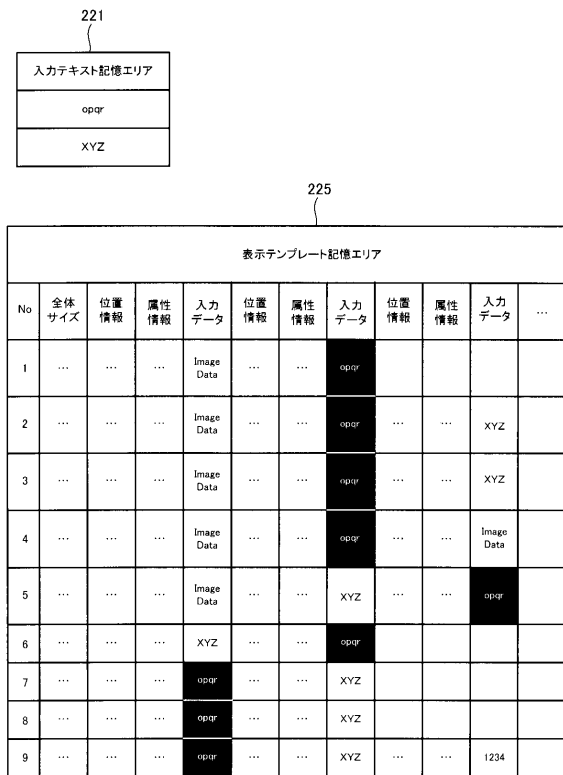 221
入力テキスト記憶エリア
opqr
XYZ
225
表示テンプレート記憶エリア
No 全体サイズ 位置情報 属性情報 入力データ 位置情報 属性情報 入力データ 位置情報 属性情報 入力データ …
1 … … … Image Data … … opqr
2 … … … Image Data … … opqr … … XYZ
3 … … … Image Data … … opqr … … XYZ
4 … … … Image Data … … opqr … … Image Data
5 … … … Image Data … … XYZ … … opqr
6 … … … XYZ … … opqr
7 … … … opqr … … XYZ
8 … … … opqr … … XYZ
9 … … … opqr … … XYZ … … 1234